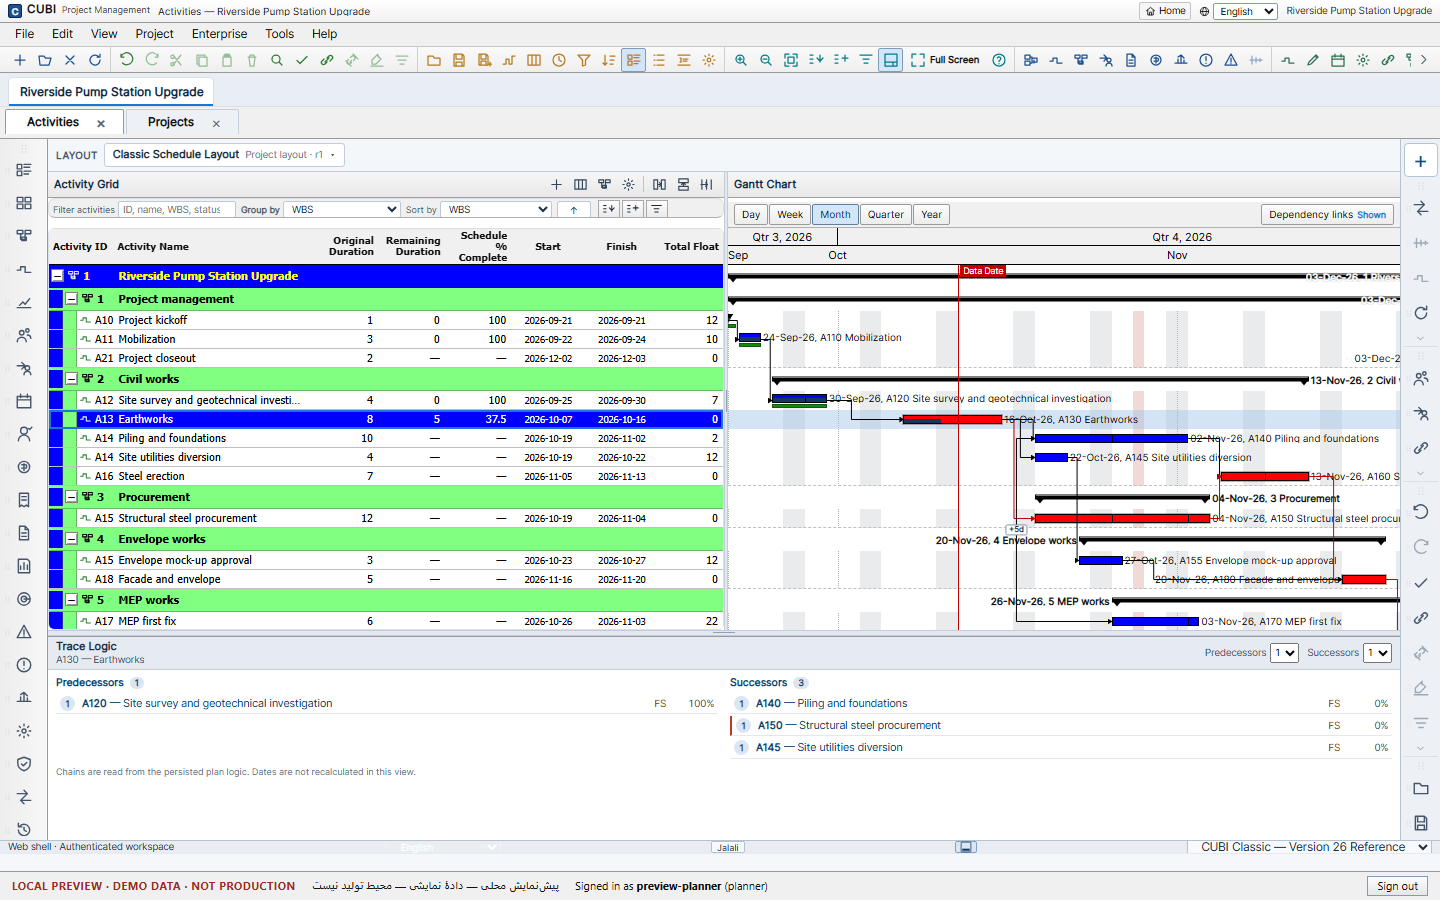 CUBI Project Management Activities — Riverside Pump Station Upgrade
Home English Riverside Pump Station Upgrade
File Edit View Project Enterprise Tools Help
Full Screen
Riverside Pump Station Upgrade
Activities Projects
LAYOUT Classic Schedule Layout Project layout · r1
Activity Grid
Filter activities ID, name, WBS, status Group by WBS Sort by WBS
Activity ID Activity Name Original Duration Remaining Duration Schedule % Complete Start Finish Total Float
1 Riverside Pump Station Upgrade
1 Project management
A10 Project kickoff 1 0 100 2026-09-21 2026-09-21 12
A11 Mobilization 3 0 100 2026-09-22 2026-09-24 10
A21 Project closeout 2 — — 2026-12-02 2026-12-03 0
2 Civil works
A12 Site survey and geotechnical investi... 4 0 100 2026-09-25 2026-09-30 7
A13 Earthworks 8 5 37.5 2026-10-07 2026-10-16 0
A14 Piling and foundations 10 — — 2026-10-19 2026-11-02 2
A14 Site utilities diversion 4 — — 2026-10-19 2026-10-22 12
A16 Steel erection 7 — — 2026-11-05 2026-11-13 0
3 Procurement
A15 Structural steel procurement 12 — — 2026-10-19 2026-11-04 0
4 Envelope works
A15 Envelope mock-up approval 3 — — 2026-10-23 2026-10-27 12
A18 Facade and envelope 5 — — 2026-11-16 2026-11-20 0
5 MEP works
A17 MEP first fix 6 — — 2026-10-26 2026-11-03 22
Gantt Chart
Day Week Month Quarter Year Dependency links Shown
Qtr 3, 2026 Qtr 4, 2026
Sep Oct Nov
Data Date
03-Dec-26, 1 Rivers
03-Dec-
24-Sep-26, A110 Mobilization
03-Dec-2
13-Nov-26, 2 Civil
30-Sep-26, A120 Site survey and geotechnical investigation
16-Oct-26, A130 Earthworks
02-Nov-26, A140 Piling and foundations
22-Oct-26, A145 Site utilities diversion
13-Nov-26, A160 S
04-Nov-26, 3 Procurement
04-Nov-26, A150 Structural steel procur
+5d
20-Nov-26, 4 Envelope works
27-Oct-26, A155 Envelope mock-up approval
20-Nov-26, A180 Facade and envelope
26-Nov-26, 5 MEP works
03-Nov-26, A170 MEP first fix
Trace Logic
A130 — Earthworks
Predecessors 1 Successors 1
Predecessors 1
1 A120 — Site survey and geotechnical investigation FS 100%
Successors 3
1 A140 — Piling and foundations FS 0%
1 A150 — Structural steel procurement FS 0%
1 A145 — Site utilities diversion FS 0%
Chains are read from the persisted plan logic. Dates are not recalculated in this view.
Web shell · Authenticated workspace English Jalali CUBI Classic — Version 26 Reference
LOCAL PREVIEW · DEMO DATA · NOT PRODUCTION پیش‌نمایش محلی — دادهٔ نمایشی — محیط تولید نیست Signed in as preview-planner (planner) Sign out